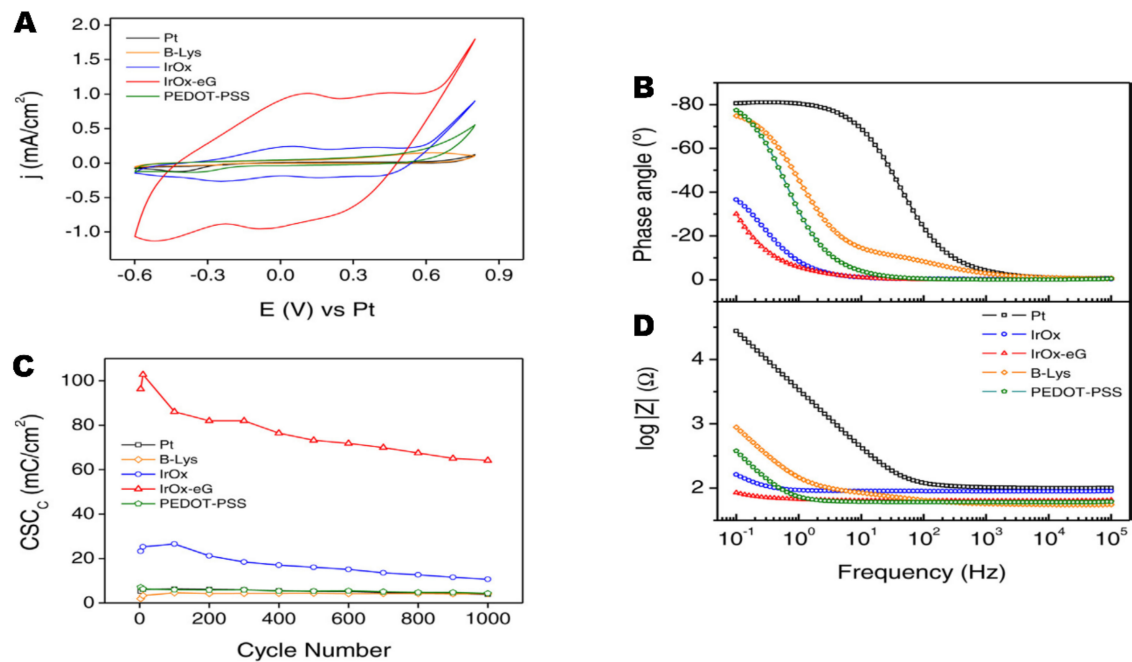 A
2.0
1.5
1.0
0.5
0.0
-0.5
-1.0
j (mA/cm²)
Pt
B-Lys
IrOx
IrOx-eG
PEDOT-PSS
-0.6
-0.3
0.0
0.3
0.6
0.9
E (V) vs Pt
B
-80
-60
-40
-20
0
Phase angle (º)
C
100
80
60
40
20
0
CSC_C (mC/cm²)
Pt
B-Lys
IrOx
IrOx-eG
PEDOT-PSS
0
200
400
600
800
1000
Cycle Number
D
4
3
2
log|Z| (Ω)
Pt
IrOx
IrOx-eG
B-Lys
PEDOT-PSS
10⁻¹
10⁰
10¹
10²
10³
10⁴
10⁵
Frequency (Hz)